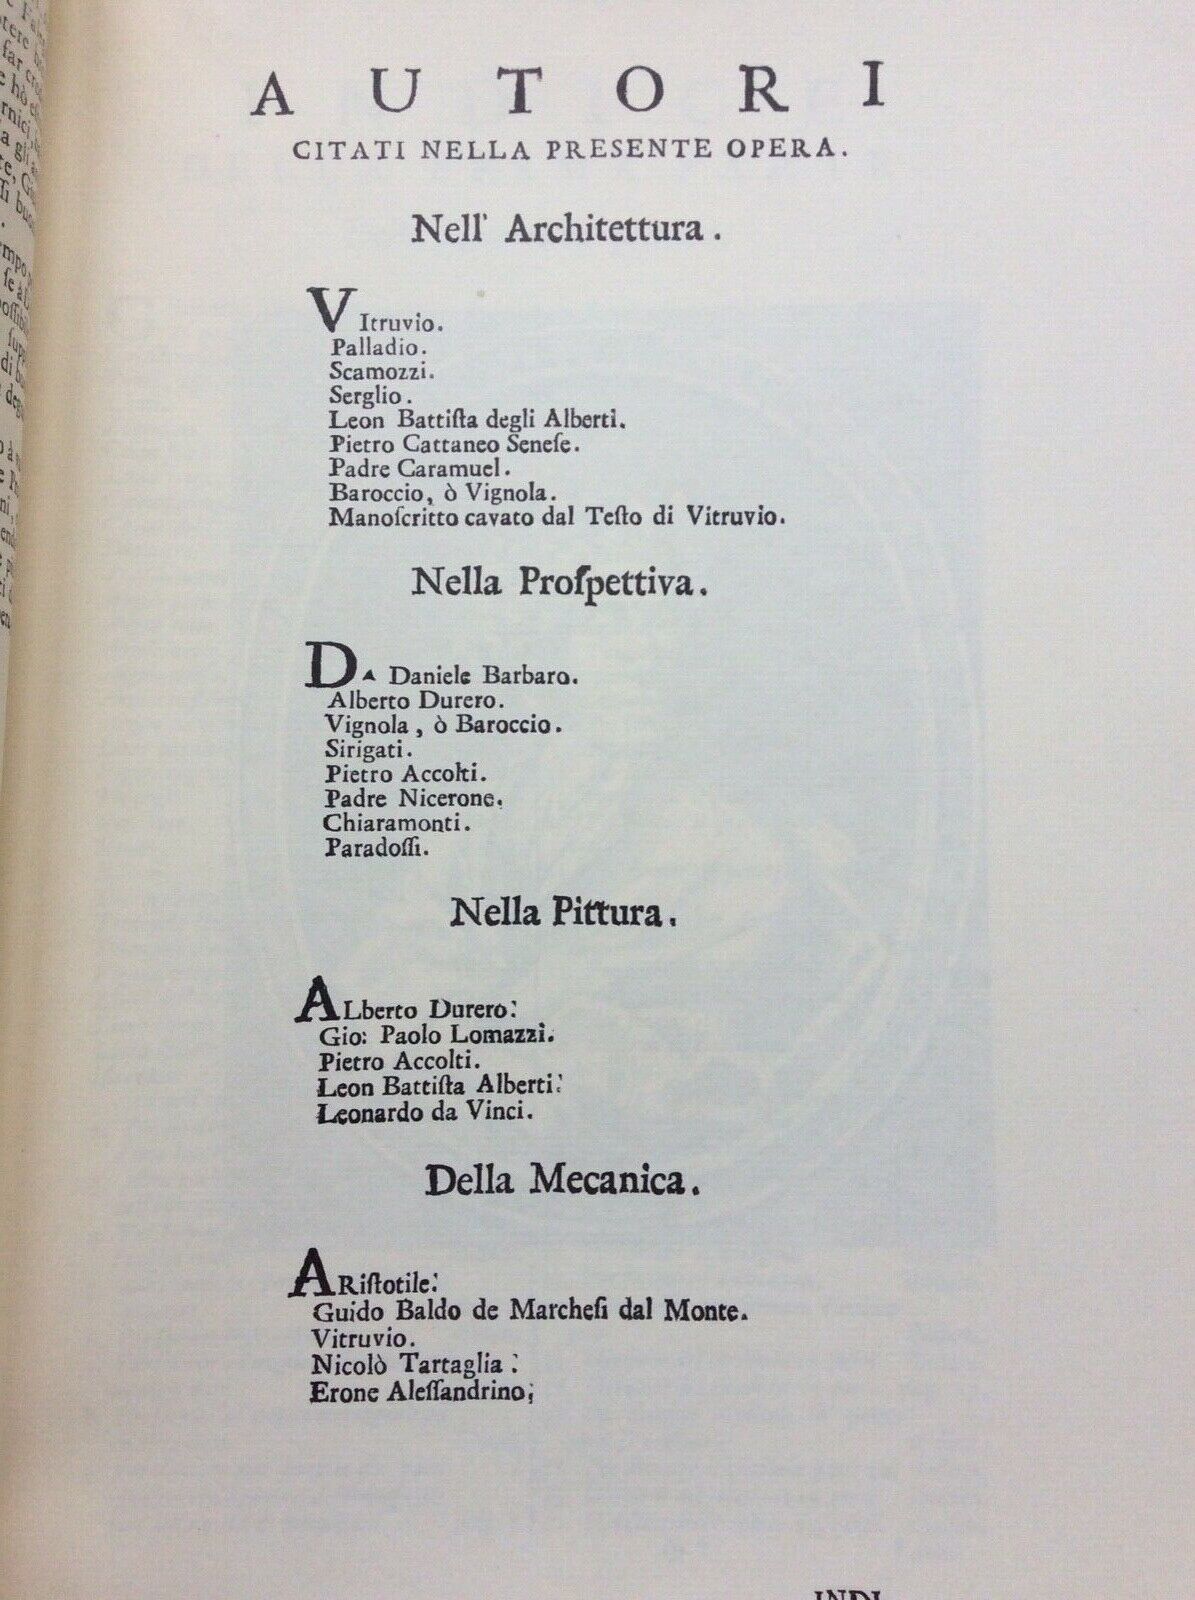 AUTORI
CITATI NELLA PRESENTE OPERA.
Nell' Architettura.
VItruvio.
Palladio.
Scamozzi.
Serglio.
Leon Battiſta degli Alberti.
Pietro Cattaneo Seneſe.
Padre Caramuel.
Baroccio, ò Vignola.
Manoſcritto cavato dal Teſto di Vitruvio.
Nella Proſpettiva.
DA Daniele Barbaro.
Alberto Durero.
Vignola, ò Baroccio.
Sirigati.
Pietro Accolti.
Padre Nicerone.
Chiaramonti.
Paradoſſi.
Nella Pittura.
ALberto Durero:
Gio: Paolo Lomazzi.
Pietro Accolti.
Leon Battiſta Alberti:
Leonardo da Vinci.
Della Mecanica.
ARiſtotile:
Guido Baldo de Marcheſi dal Monte.
Vitruvio.
Nicolò Tartaglia:
Erone Aleſſandrino;
INDI